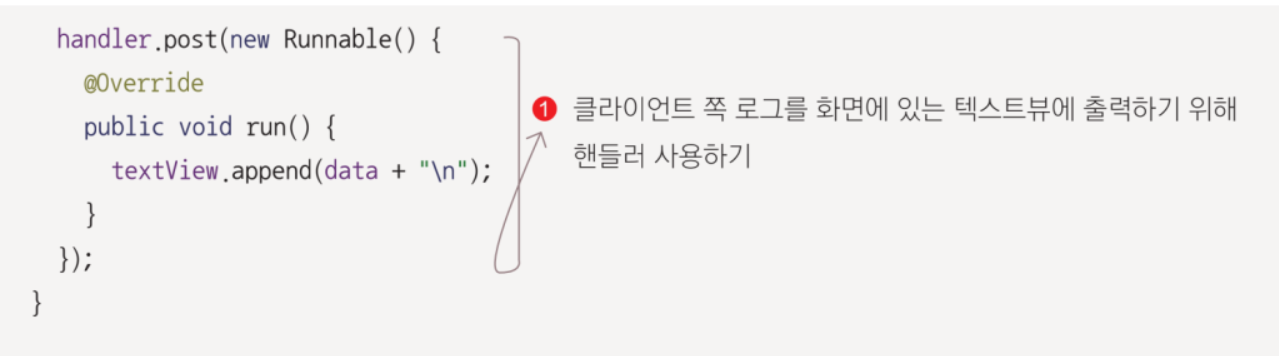 handler.post(new Runnable() {
@Override
public void run() {
textView.append(data + "\n");
}
});
}
1 클라이언트 쪽 로그를 화면에 있는 텍스트뷰에 출력하기 위해
핸들러 사용하기